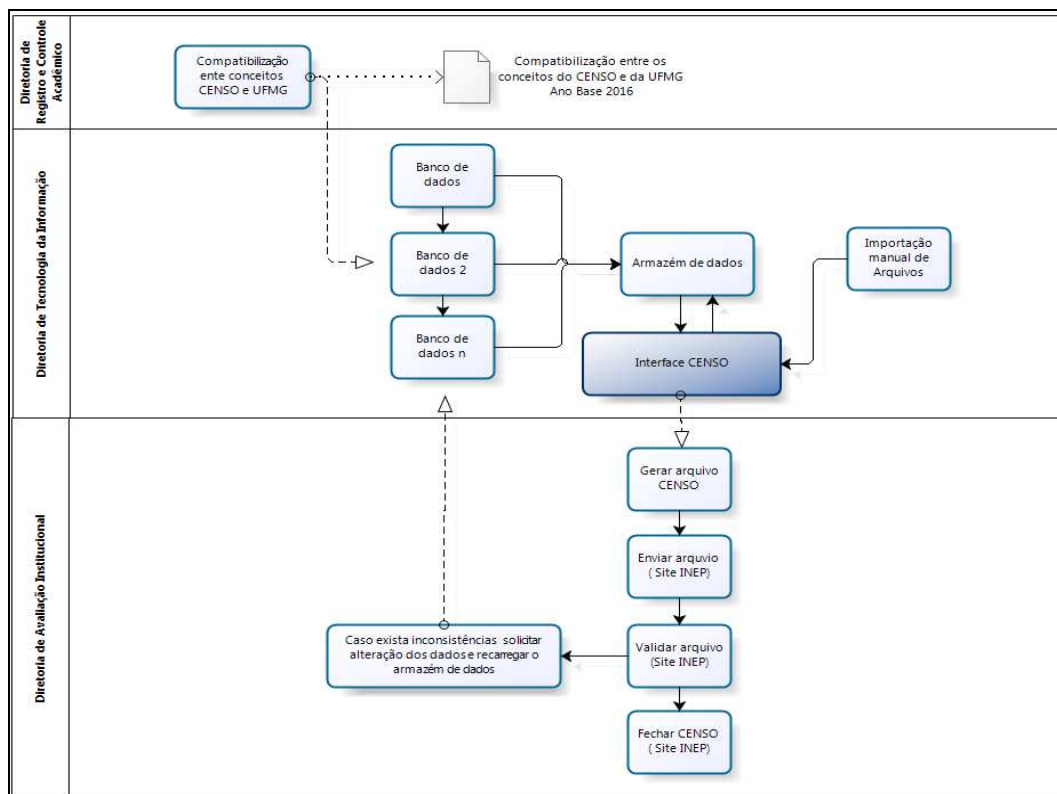 Diretoria de
Registro e Controle
Acadêmico
Compatibilização
ente conceitos
CENSO e UFMG
Compatibilização entre os
conceitos do CENSO e da UFMG
Ano Base 2016
Diretoria de Tecnologia da Informação
Banco de
dados
Banco de
dados 2
Banco de
dados n
Armazém de dados
Importação
manual de
Arquivos
Interface CENSO
Diretoria de Avaliação Institucional
Gerar arquivo
CENSO
Enviar arquvio
( Site INEP)
Caso exista inconsistências solicitar
alteração dos dados e recarregar o
armazém de dados
Validar arquivo
(Site INEP)
Fechar CENSO
( Site INEP)